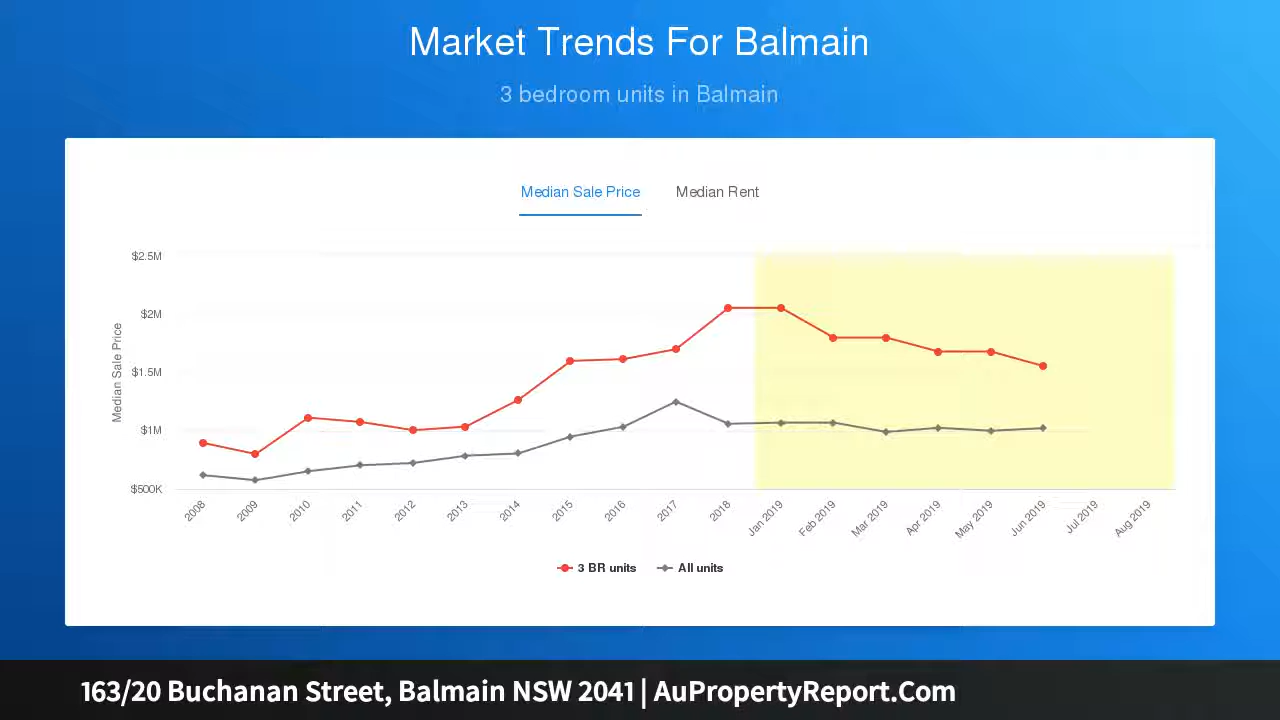 Market Trends For Balmain
3 bedroom units in Balmain
Median Sale Price Median Rent
Median Sale Price
$2.5M
$2M
$1.5M
$1M
$500K
2008 2009 2010 2011 2012 2013 2014 2015 2016 2017 2018 Jan 2019 Feb 2019 Mar 2019 Apr 2019 May 2019 Jun 2019 Jul 2019 Aug 2019
3 BR units All units
163/20 Buchanan Street, Balmain NSW 2041 | AuPropertyReport.Com